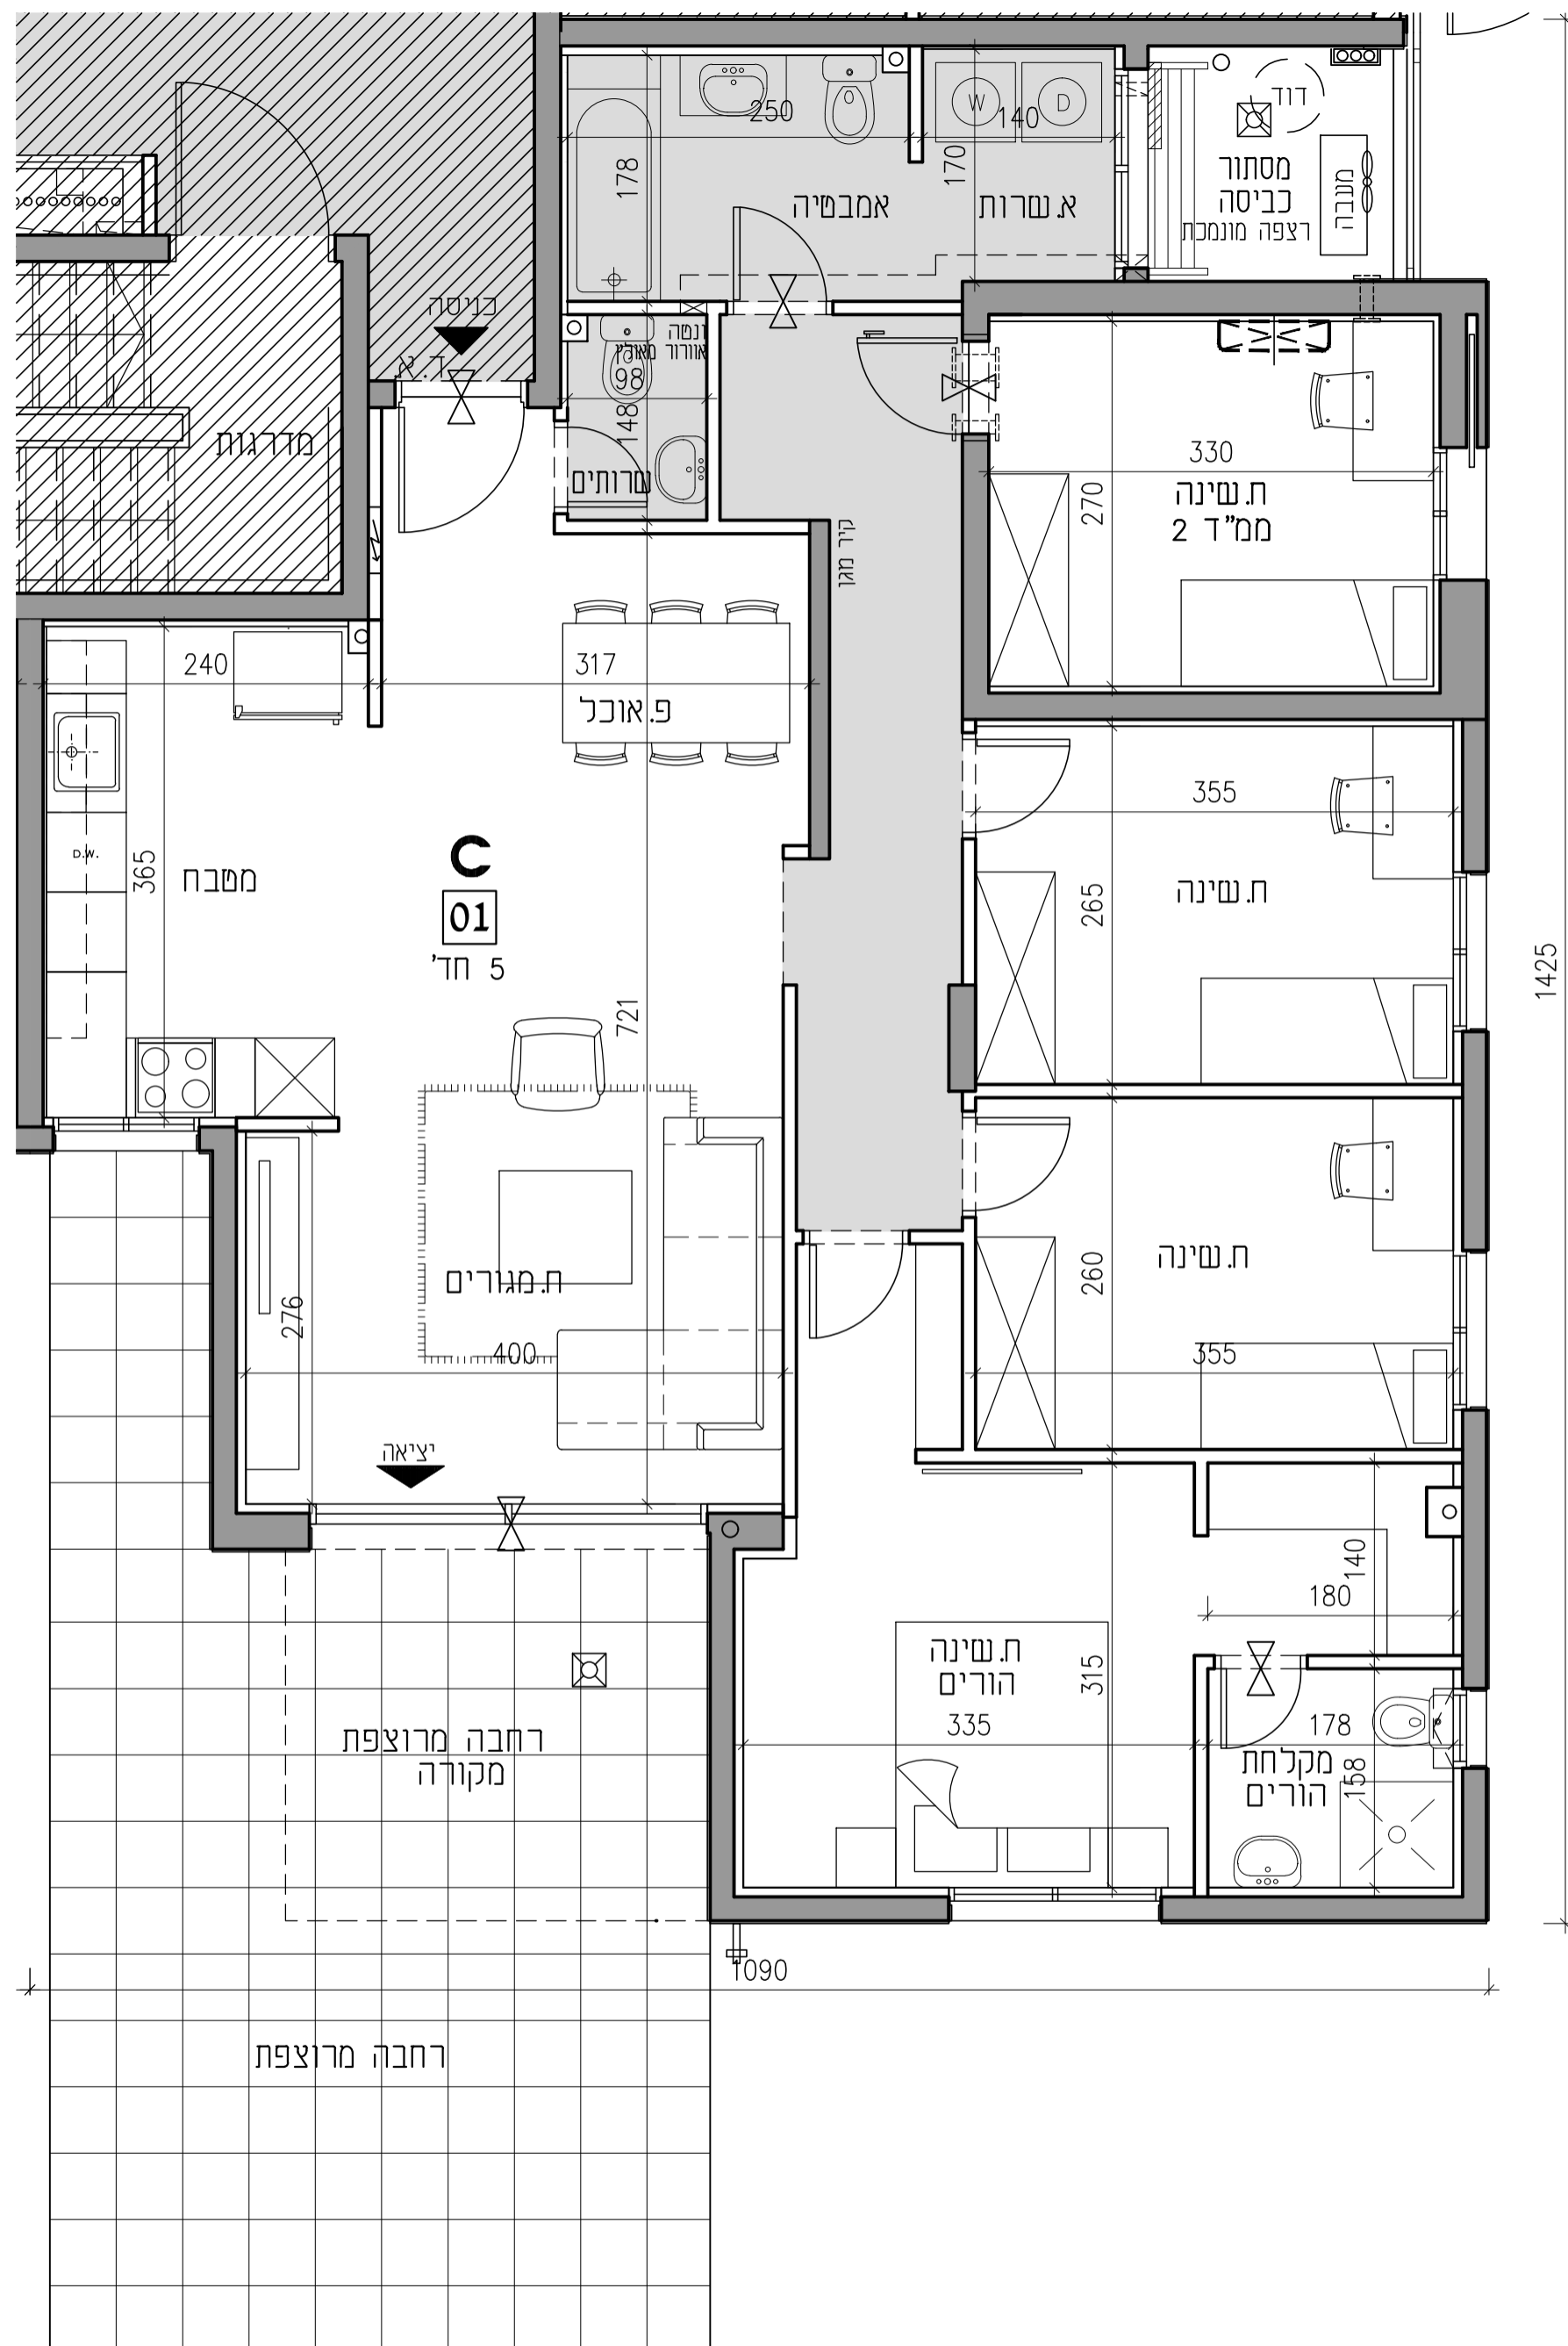 250
W
D
140
דוד
178
170
אמבטיה
א.שרות
מסתור
כביסה
רצפה מונמכת
מעבה
כניסה
ד.א
ונטה
אוורור מאולץ
98
148
שרותים
מדרגות
קיר מגן
330
270
ח.שינה
ממ"ד 2
240
317
פ.אוכל
355
265
ח.שינה
D.W.
365
מטבח
C
01
5 חד'
721
1425
ח.מגורים
276
400
260
ח.שינה
355
יציאה
140
180
ח.שינה
הורים
315
335
178
מקלחת
הורים
158
רחבה מרוצפת
מקורה
1090
רחבה מרוצפת